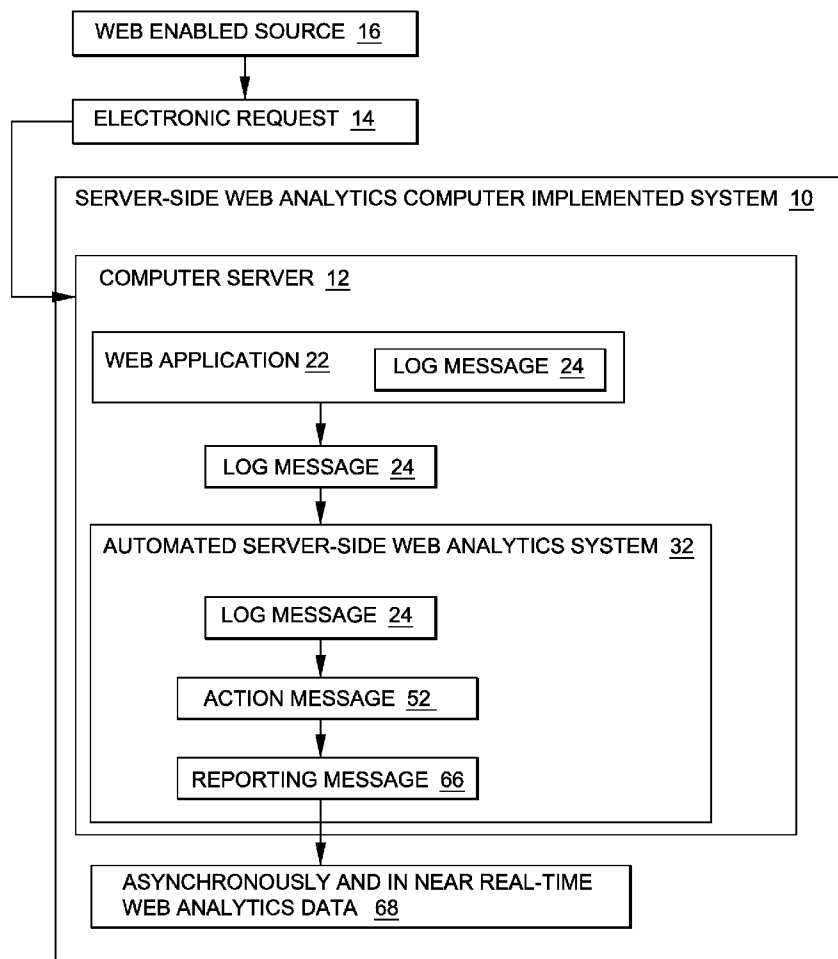 WEB ENABLED SOURCE 16
ELECTRONIC REQUEST 14
SERVER-SIDE WEB ANALYTICS COMPUTER IMPLEMENTED SYSTEM 10
COMPUTER SERVER 12
WEB APPLICATION 22
LOG MESSAGE 24
LOG MESSAGE 24
AUTOMATED SERVER-SIDE WEB ANALYTICS SYSTEM 32
LOG MESSAGE 24
ACTION MESSAGE 52
REPORTING MESSAGE 66
ASYNCHRONOUSLY AND IN NEAR REAL-TIME
WEB ANALYTICS DATA 68